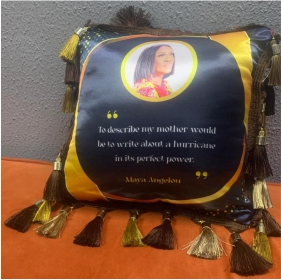 “
To describe my mother would
be to write about a hurricane
in its perfect power.
Maya Angelou
”